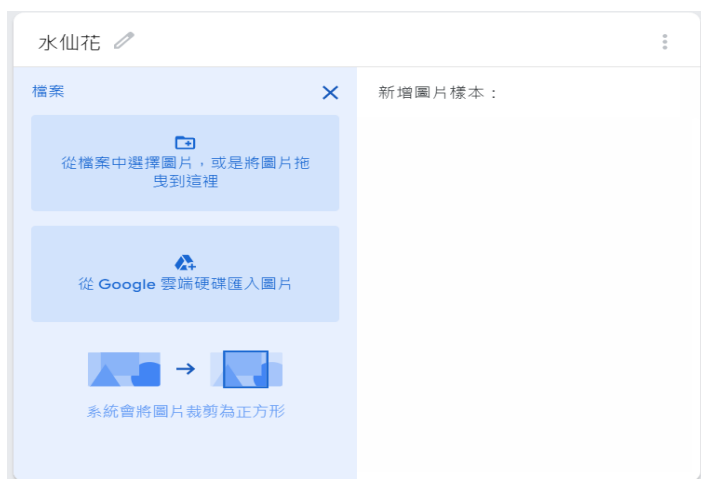 水仙花
檔案
新增圖片樣本：
從檔案中選擇圖片，或是將圖片拖
曳到這裡
從 Google 雲端硬碟匯入圖片
系統會將圖片裁剪為正方形